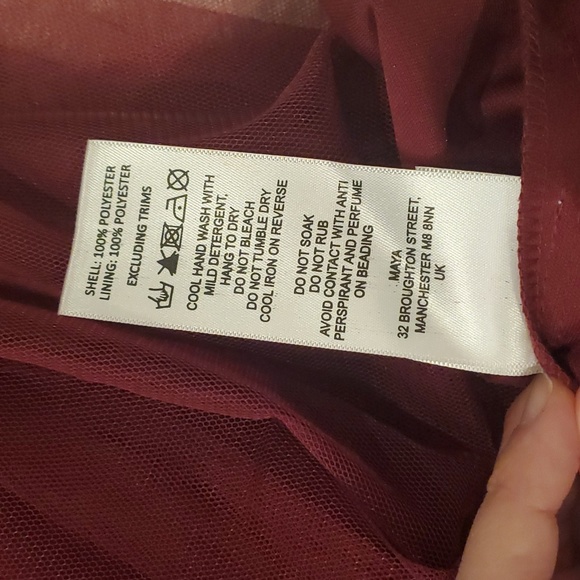 SHELL: 100% POLYESTER
LINING: 100% POLYESTER
EXCLUDING TRIMS
COOL HAND WASH WITH
MILD DETERGENT,
HANG TO DRY
DO NOT BLEACH
DO NOT TUMBLE DRY
COOL IRON ON REVERSE
DO NOT SOAK
DO NOT RUB
AVOID CONTACT WITH ANTI
PERSPIRANT AND PERFUME
ON BEADING
MAYA
32 BROUGHTON STREET,
MANCHESTER M8 8NN
UK